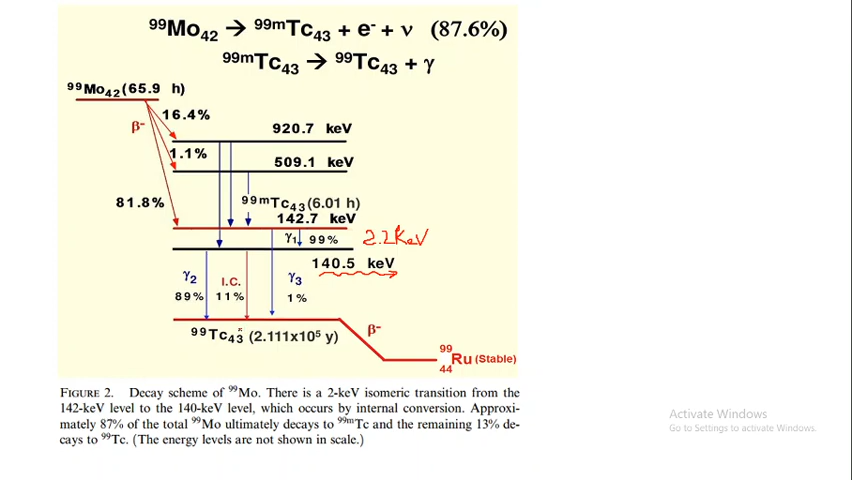 ⁹⁹Mo₄₂ → ⁹⁹ᵐTc₄₃ + e⁻ + ν (87.6%)
⁹⁹ᵐTc₄₃ → ⁹⁹Tc₄₃ + γ
⁹⁹Mo₄₂(65.9 h)
16.4%
β⁻
920.7 keV
1.1%
509.1 keV
81.8%
⁹⁹ᵐTc₄₃(6.01 h)
142.7 keV
γ₁ 99%
2.2keV
140.5 keV
γ₂ I.C. γ₃
89% 11% 1%
⁹⁹Tc₄₃* (2.111x10⁵ y)
β⁻
⁹⁹₄₄Ru (Stable)
FIGURE 2. Decay scheme of ⁹⁹Mo. There is a 2-keV isomeric transition from the
142-keV level to the 140-keV level, which occurs by internal conversion. Approxi-
mately 87% of the total ⁹⁹Mo ultimately decays to ⁹⁹ᵐTc and the remaining 13% de-
cays to ⁹⁹Tc. (The energy levels are not shown in scale.)
Activate Windows
Go to Settings to activate Windows.